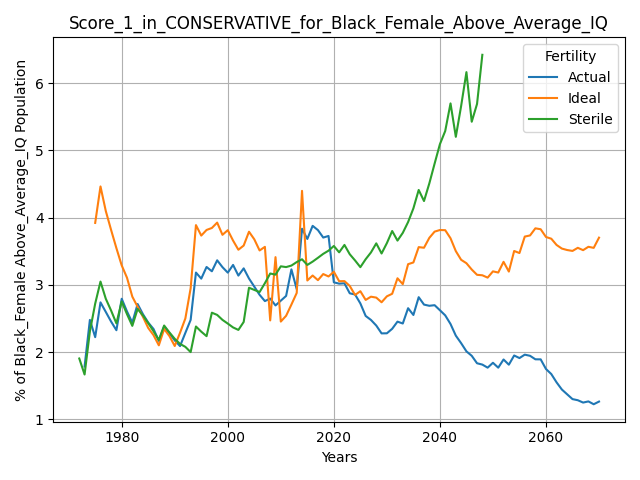 Score_1_in_CONSERVATIVE_for_Black_Female_Above_Average_IQ
% of Black_Female Above_Average_IQ Population
6
5
4
3
2
1
Fertility
Actual
Ideal
Sterile
1980 2000 2020 2040 2060
Years